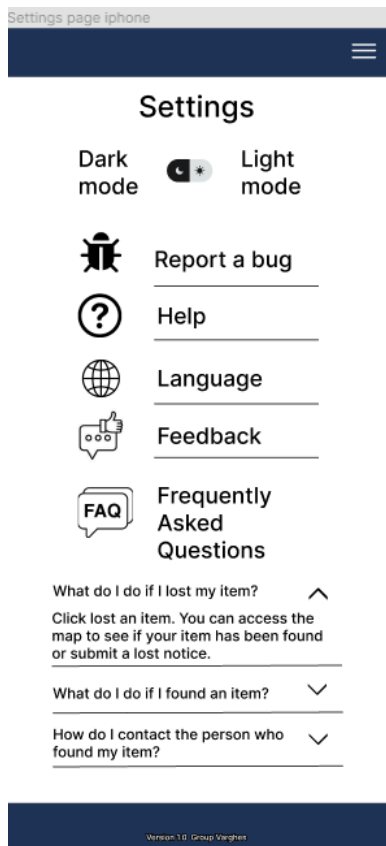 Settings page iphone
Settings
Dark
mode
Light
mode
Report a bug
Help
Language
Feedback
FAQ
Frequently
Asked
Questions
What do I do if I lost my item?
Click lost an item. You can access the
map to see if your item has been found
or submit a lost notice.
What do I do if I found an item?
How do I contact the person who
found my item?
Version 1.0. Group Varghes